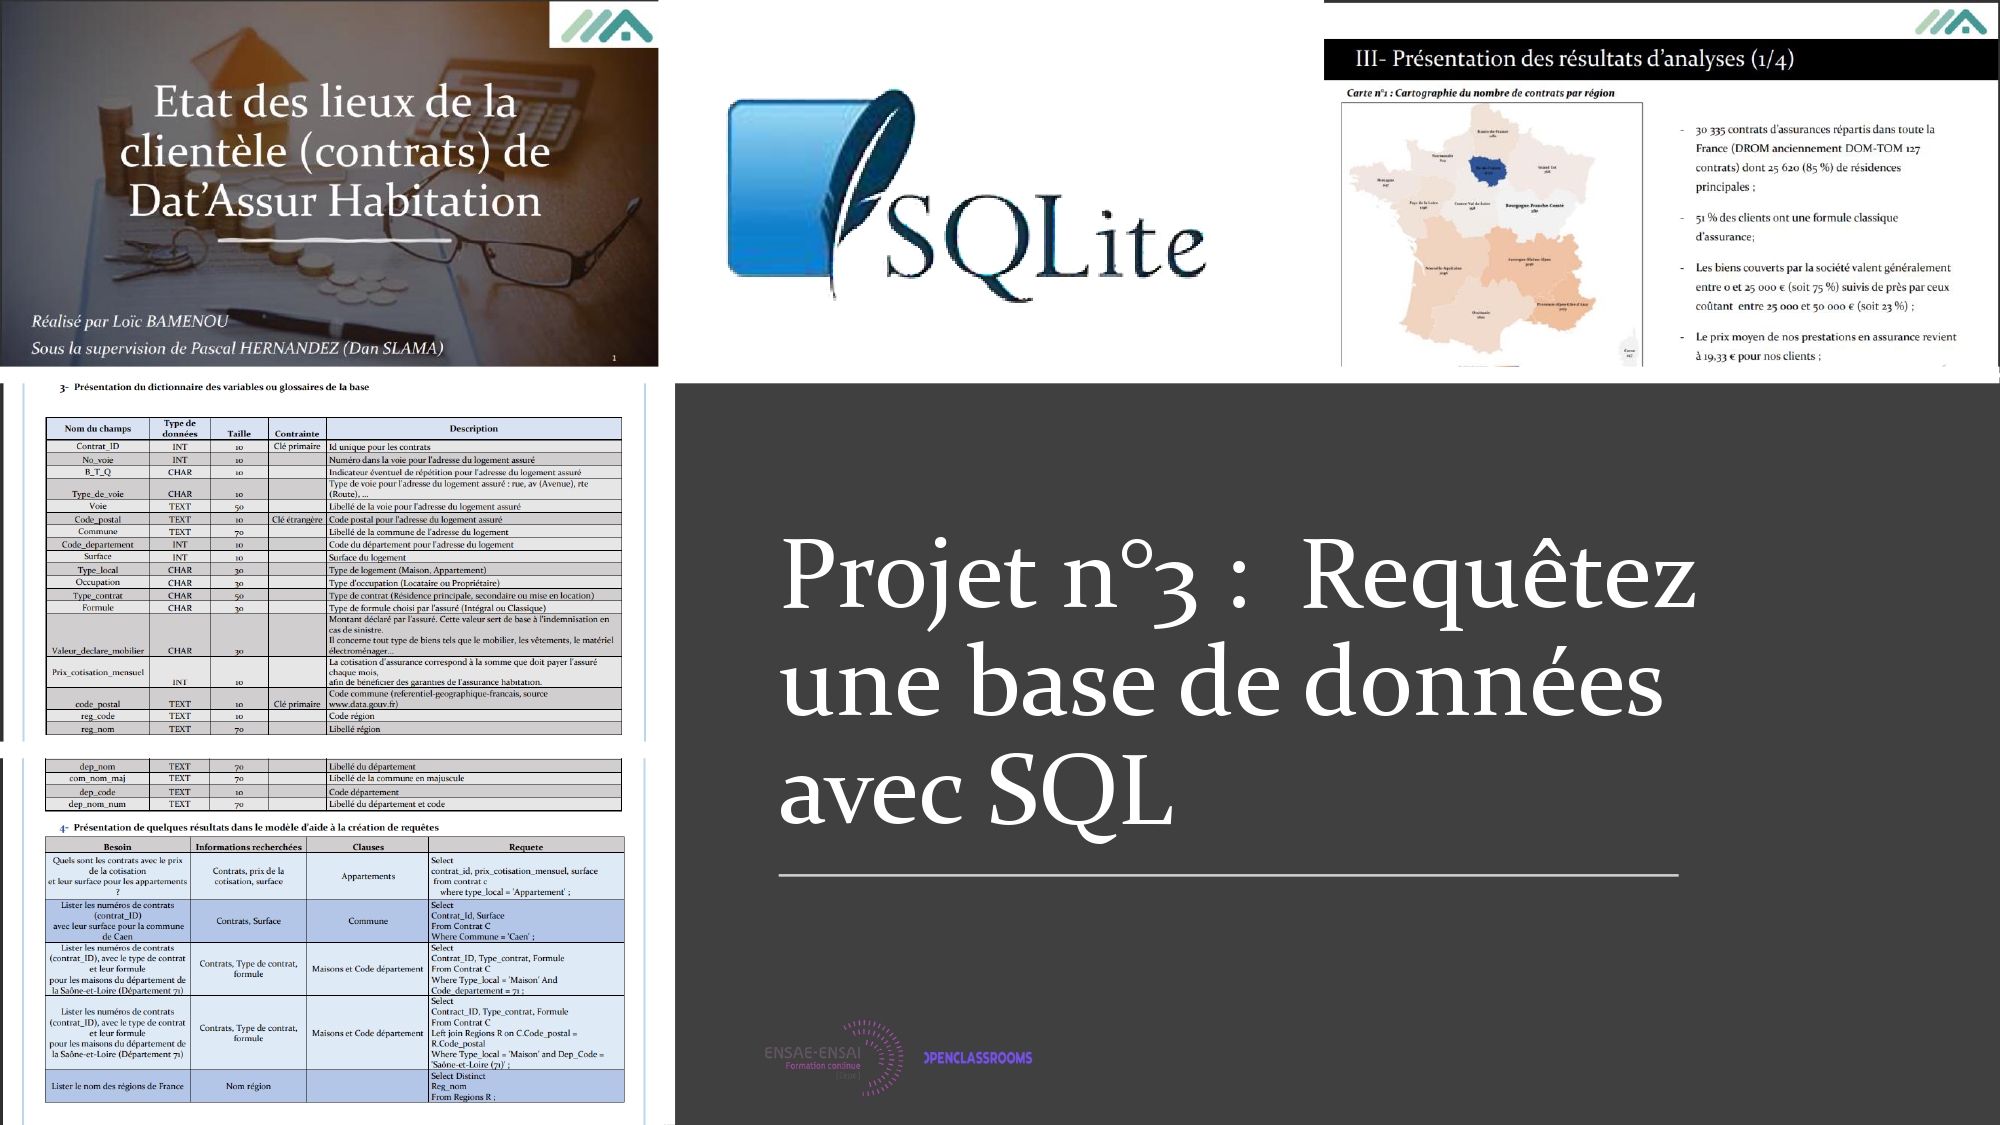 Etat des lieux de la
clientèle (contrats) de
Dat’Assur Habitation
Réalisé par Loïc BAMENOU
Sous la supervision de Pascal HERNANDEZ (Dan SLAMA)
1
SQLite
III- Présentation des résultats d’analyses (1/4)
Carte n°1 : Cartographie du nombre de contrats par région
- 30 335 contrats d’assurances répartis dans toute la
France (DROM anciennement DOM-TOM 127
contrats) dont 25 620 (85 %) de résidences
principales ;
- 51 % des clients ont une formule classique
d’assurance;
- Les biens couverts par la société valent généralement
entre 0 et 25 000 € (soit 75 %) suivis de près par ceux
coûtant entre 25 000 et 50 000 € (soit 23 %) ;
- Le prix moyen de nos prestations en assurance revient
à 19,33 € pour nos clients ;
3- Présentation du dictionnaire des variables ou glossaires de la base
Nom du champs Type de données Taille Contrainte Description
Contrat_ID INT 10 Clé primaire Id unique pour les contrats
No_voie INT 10 Numéro dans la voie pour l'adresse du logement assuré
B_T_Q CHAR 10 Indicateur éventuel de répétition pour l'adresse du logement assuré
Type_de_voie CHAR 10 Type de voie pour l'adresse du logement assuré : rue, av (Avenue), rte
(Route), ...
Voie TEXT 50 Libellé de la voie pour l'adresse du logement assuré
Code_postal TEXT 10 Clé étrangère Code postal pour l'adresse du logement assuré
Commune TEXT 70 Libellé de la commune de l'adresse du logement
Code_departement INT 10 Code du département pour l'adresse du logement
Surface INT 10 Surface du logement
Type_local CHAR 30 Type de logement (Maison, Appartement)
Occupation CHAR 30 Type d'occupation (Locataire ou Propriétaire)
Type_contrat CHAR 50 Type de contrat (Résidence principale, secondaire ou mise en location)
Formule CHAR 30 Type de formule choisi par l'assuré (Intégral ou Classique)
Valeur_declare_mobilier CHAR 30 Montant déclaré par l'assuré. Cette valeur sert de base à l'indemnisation en
cas de sinistre.
Il concerne tout type de biens tels que le mobilier, les vêtements, le matériel
électroménager...
Prix_cotisation_mensuel INT 10 La cotisation d'assurance correspond à la somme que doit payer l'assuré
chaque mois,
afin de bénéficier des garanties de l'assurance habitation.
code_postal TEXT 10 Clé primaire Code commune (referentiel-geographique-francais, source
www.data.gouv.fr)
reg_code TEXT 10 Code région
reg_nom TEXT 70 Libellé région
dep_nom TEXT 70 Libellé du département
com_nom_maj TEXT 70 Libellé de la commune en majuscule
dep_code TEXT 10 Code département
dep_nom_num TEXT 70 Libellé du département et code
4- Présentation de quelques résultats dans le modèle d'aide à la création de requêtes
Besoin Informations recherchées Clauses Requete
Quels sont les contrats avec le prix
de la cotisation
et leur surface pour les appartements
?
Contrats, prix de la
cotisation, surface
Appartements
Select
contrat_id, prix_cotisation_mensuel, surface
from contrat c
where type_local = 'Appartement' ;
Lister les numéros de contrats
(contrat_ID)
avec leur surface pour la commune
de Caen
Contrats, Surface
Commune
Select
Contrat_Id, Surface
From Contrat C
Where Commune = 'Caen' ;
Lister les numéros de contrats
(contrat_ID), avec le type de contrat
et leur formule
pour les maisons du département de
la Saône-et-Loire (Département 71)
Contrats, Type de contrat,
formule
Maisons et Code département
Select
Contrat_ID, Type_contrat, Formule
From Contrat C
Where Type_local = 'Maison' And
Code_departement = 71 ;
Lister les numéros de contrats
(contrat_ID), avec le type de contrat
et leur formule
pour les maisons du département de
la Saône-et-Loire (Département 71)
Contrats, Type de contrat,
formule
Maisons et Code département
Select
Contract_ID, Type_contrat, Formule
From Contrat C
Left join Regions R on C.Code_postal =
R.Code_postal
Where Type_local = 'Maison' and Dep_Code =
'Saône-et-Loire (71)' ;
Lister le nom des régions de France
Nom région
Select Distinct
Reg_nom
From Regions R ;
Projet n°3 : Requêtez
une base de données
avec SQL
ENSAE-ENSAI
Formation continue
OPENCLASSROOMS